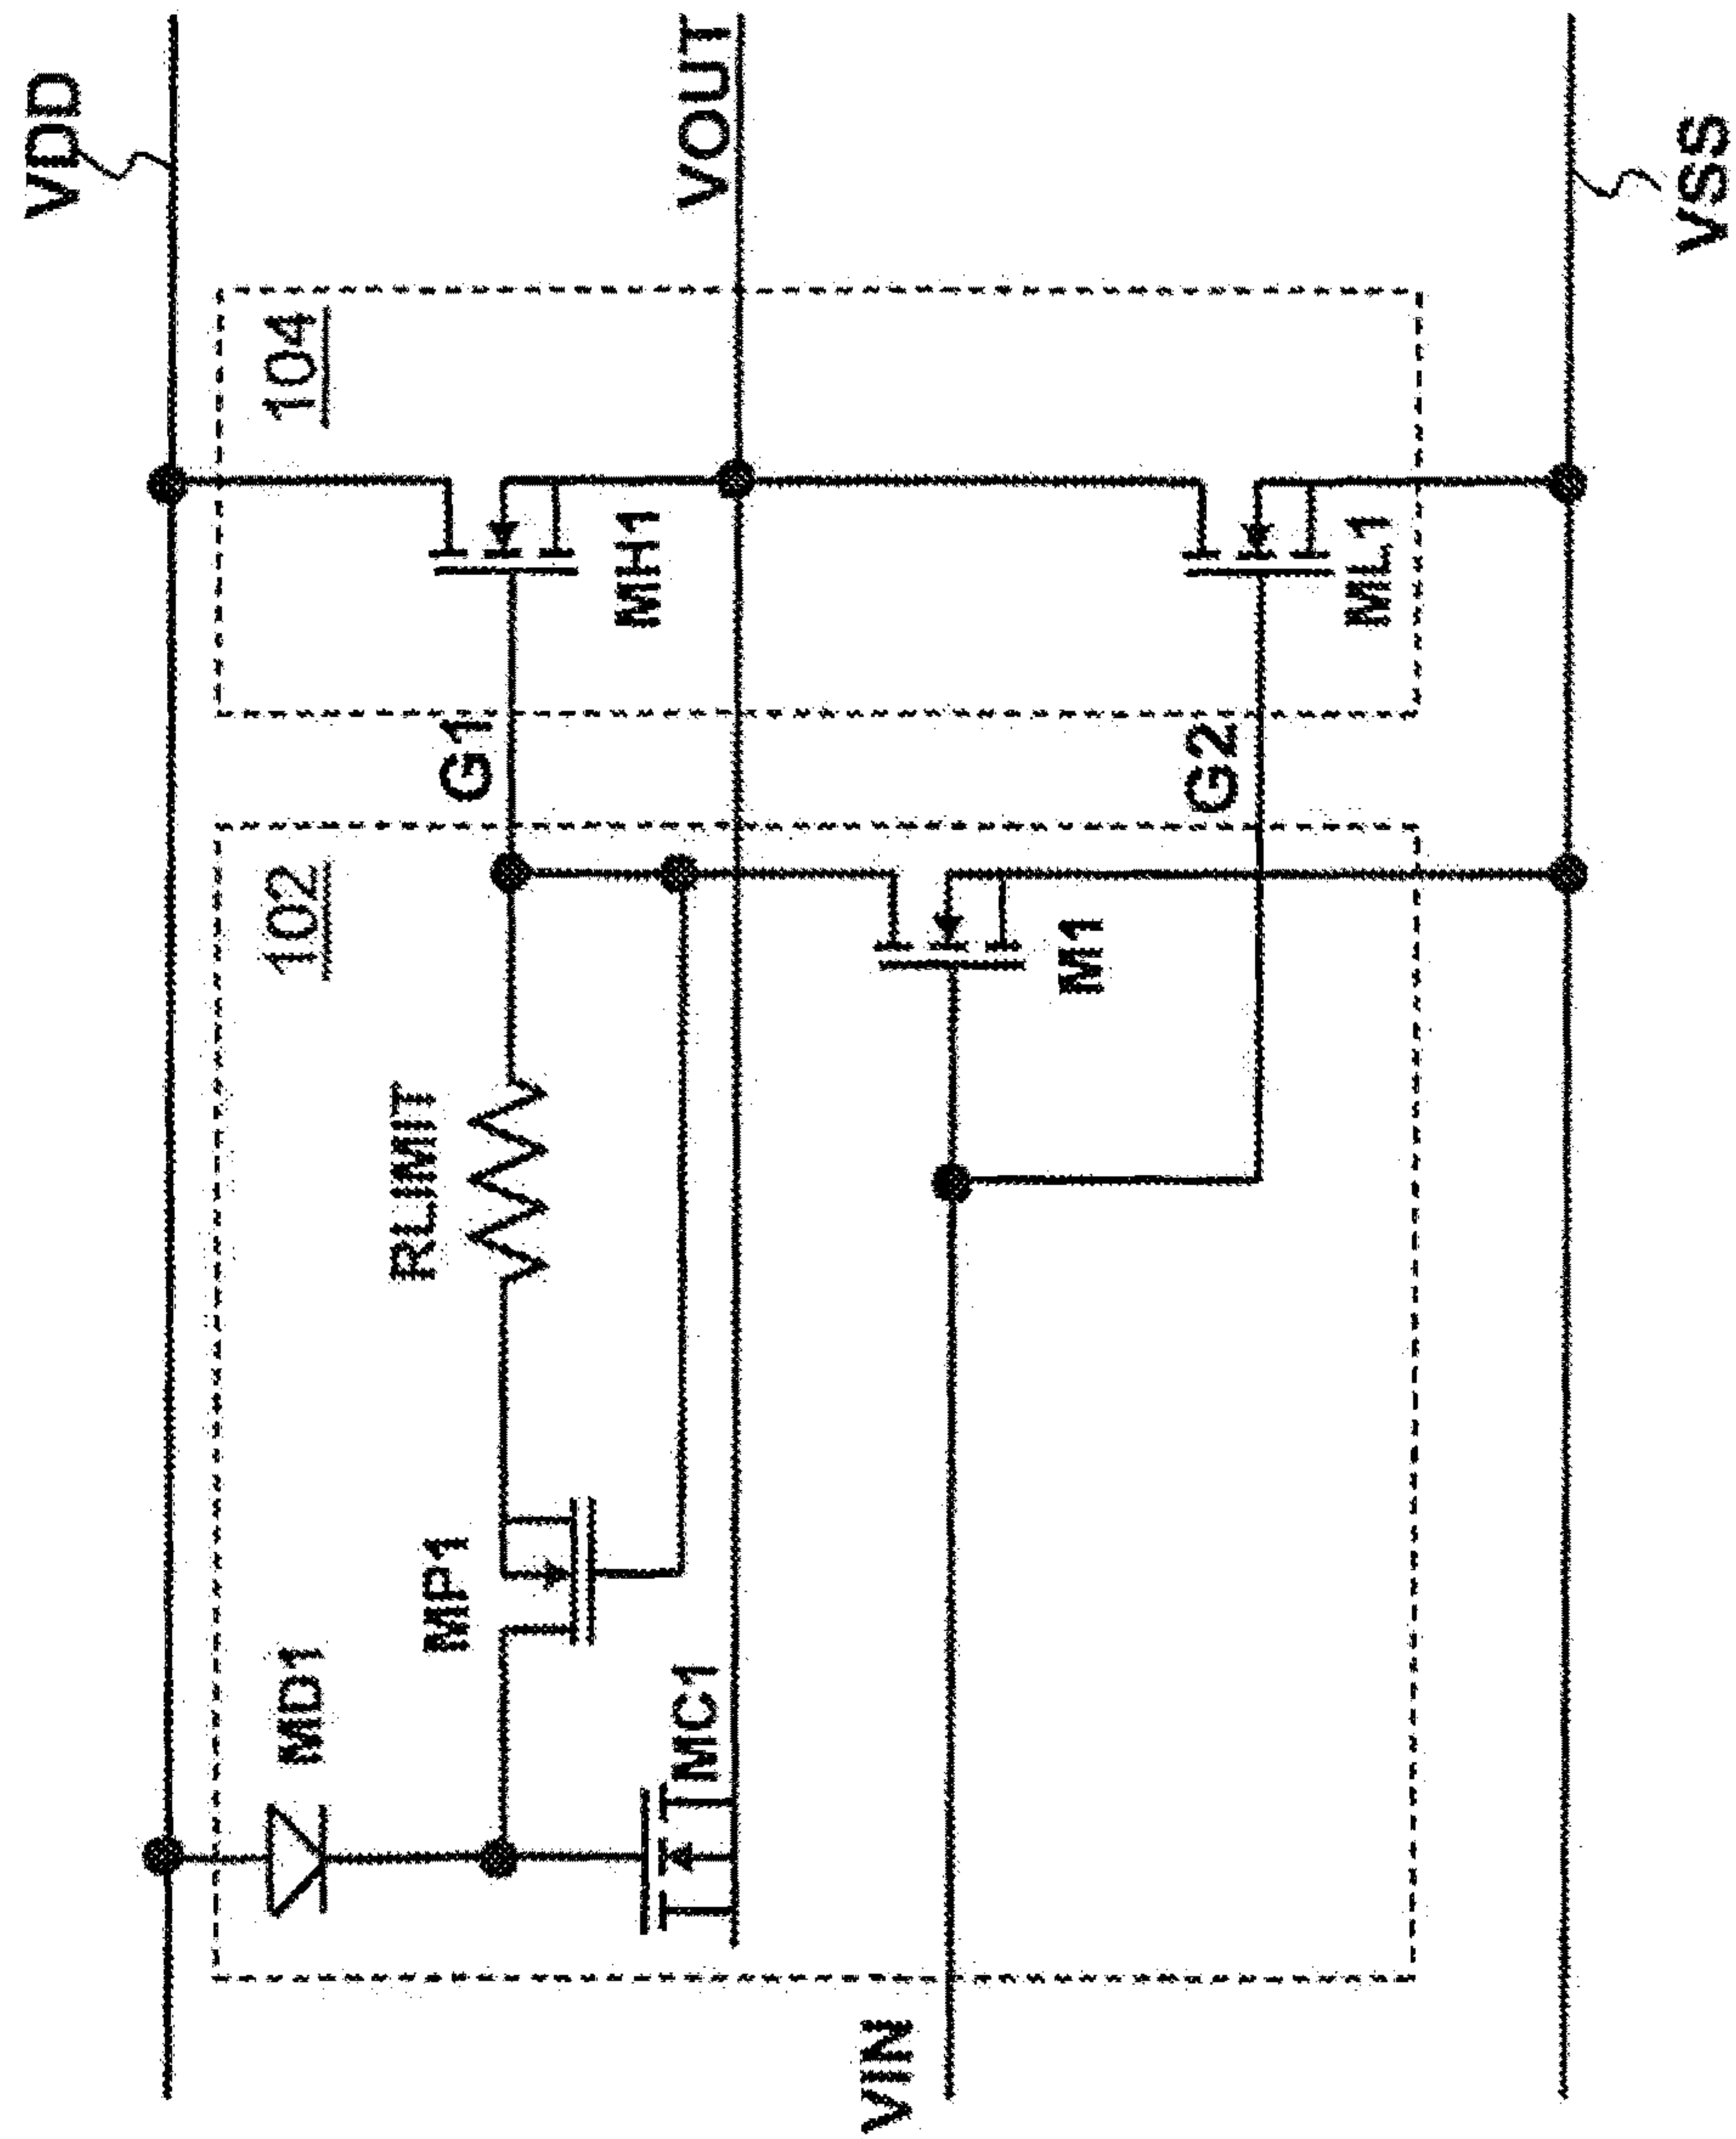 VDD
102
104
MD1
RLIMIT
MP1
G1
MH1
VOUT
MC1
VIN
M1
G2
ML1
VSS